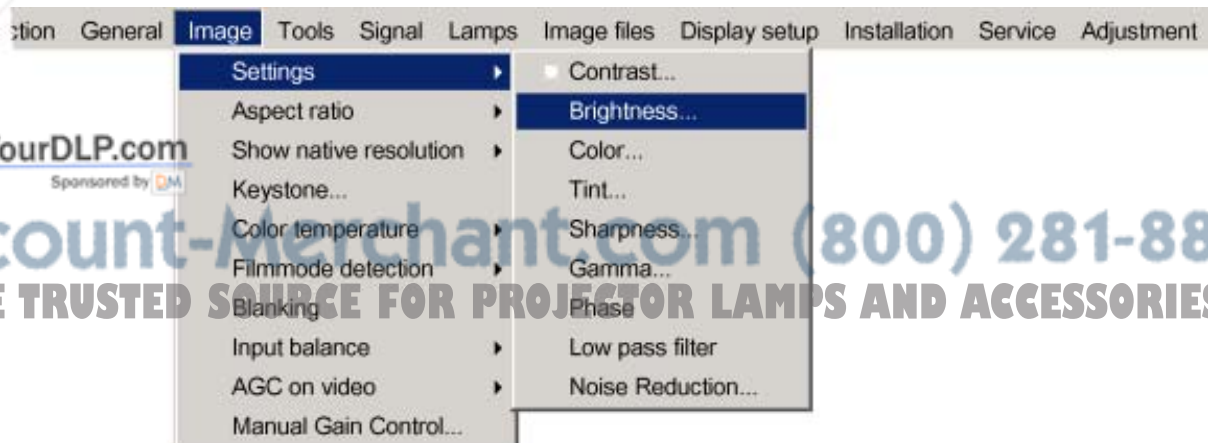 ction General Image Tools Signal Lamps Image files Display setup Installation Service Adjustment
Settings
Contrast...
Aspect ratio
Brightness...
ourDLP.com
Show native resolution
Color...
Sponsored by DM
Keystone...
Tint...
count-Merchant.com (800) 281-88
Color temperature
Sharpness...
Filmmode detection
Gamma...
E TRUSTED SOURCE FOR PROJECTOR LAMPS AND ACCESSORIES
Blanking
Phase
Input balance
Low pass filter
AGC on video
Noise Reduction...
Manual Gain Control...